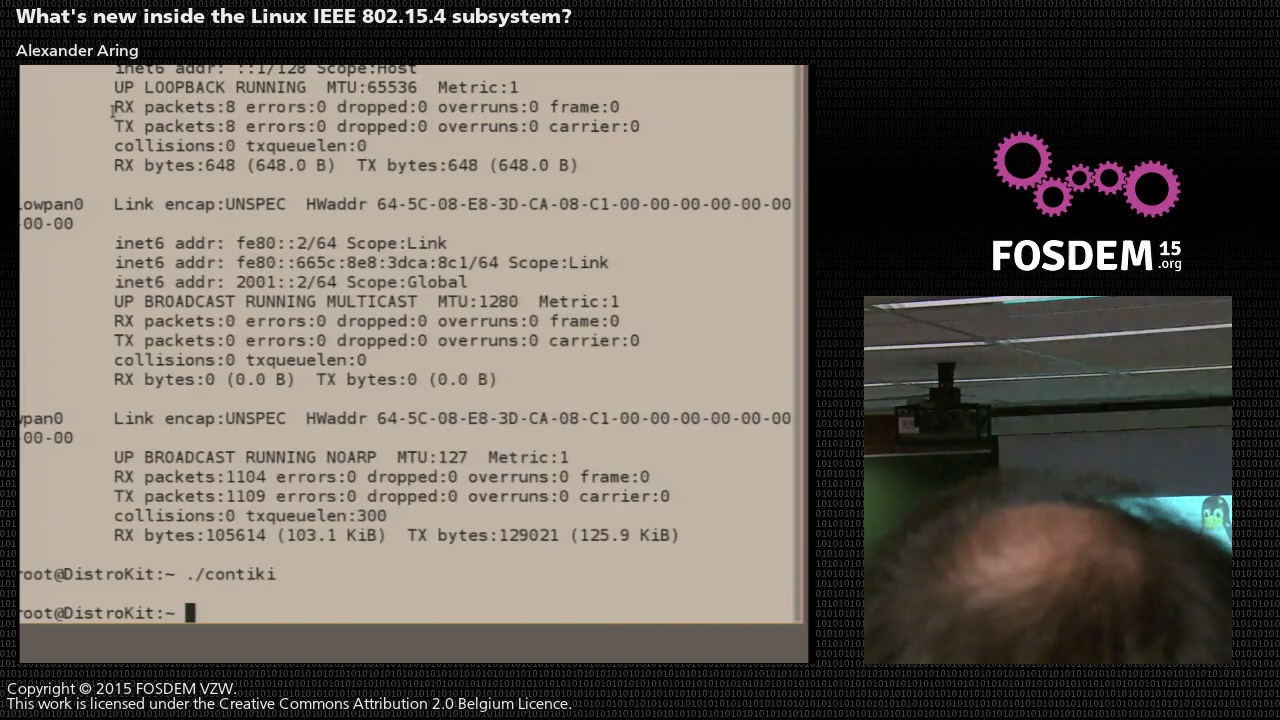 What's new inside the Linux IEEE 802.15.4 subsystem?
Alexander Aring
inet6 addr: ::1/128 Scope:Host
UP LOOPBACK RUNNING  MTU:65536  Metric:1
RX packets:8 errors:0 dropped:0 overruns:0 frame:0
TX packets:8 errors:0 dropped:0 overruns:0 carrier:0
collisions:0 txqueuelen:0
RX bytes:648 (648.0 B)  TX bytes:648 (648.0 B)
lowpan0   Link encap:UNSPEC  HWaddr 64-5C-08-E8-3D-CA-08-C1-00-00-00-00-00-00
-00-00
inet6 addr: fe80::2/64 Scope:Link
inet6 addr: fe80::665c:8e8:3dca:8c1/64 Scope:Link
inet6 addr: 2001::2/64 Scope:Global
UP BROADCAST RUNNING MULTICAST  MTU:1280  Metric:1
RX packets:0 errors:0 dropped:0 overruns:0 frame:0
TX packets:0 errors:0 dropped:0 overruns:0 carrier:0
collisions:0 txqueuelen:0
RX bytes:0 (0.0 B)  TX bytes:0 (0.0 B)
wpan0     Link encap:UNSPEC  HWaddr 64-5C-08-E8-3D-CA-08-C1-00-00-00-00-00-00
-00-00
UP BROADCAST RUNNING NOARP  MTU:127  Metric:1
RX packets:1104 errors:0 dropped:0 overruns:0 frame:0
TX packets:1109 errors:0 dropped:0 overruns:0 carrier:0
collisions:0 txqueuelen:300
RX bytes:105614 (103.1 KiB)  TX bytes:129021 (125.9 KiB)
root@DistroKit:~ ./contiki
root@DistroKit:~
FOSDEM 15
.org
Copyright © 2015 FOSDEM VZW.
This work is licensed under the Creative Commons Attribution 2.0 Belgium Licence.